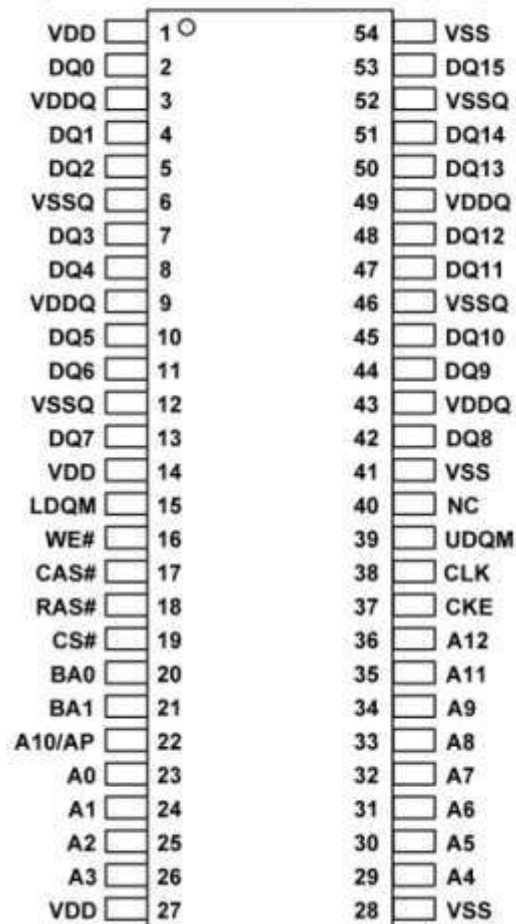 VDD 1 54 VSS
DQ0 2 53 DQ15
VDDQ 3 52 VSSQ
DQ1 4 51 DQ14
DQ2 5 50 DQ13
VSSQ 6 49 VDDQ
DQ3 7 48 DQ12
DQ4 8 47 DQ11
VDDQ 9 46 VSSQ
DQ5 10 45 DQ10
DQ6 11 44 DQ9
VSSQ 12 43 VDDQ
DQ7 13 42 DQ8
VDD 14 41 VSS
LDQM 15 40 NC
WE# 16 39 UDQM
CAS# 17 38 CLK
RAS# 18 37 CKE
CS# 19 36 A12
BA0 20 35 A11
BA1 21 34 A9
A10/AP 22 33 A8
A0 23 32 A7
A1 24 31 A6
A2 25 30 A5
A3 26 29 A4
VDD 27 28 VSS